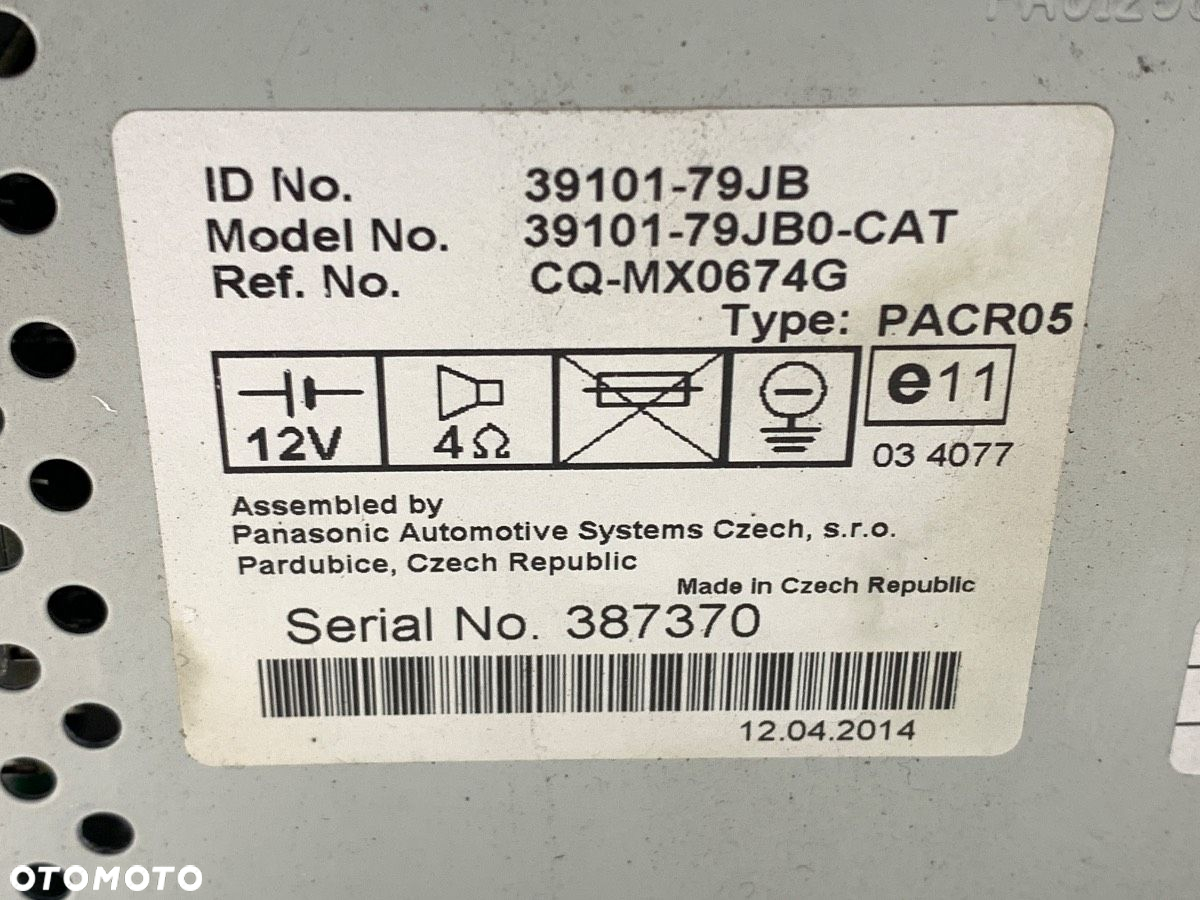 ID No. 39101-79JB
Model No. 39101-79JB0-CAT
Ref. No. CQ-MX0674G
Type: PACR05
12V 4Ω e11
03 4077
Assembled by
Panasonic Automotive Systems Czech, s.r.o.
Pardubice, Czech Republic
Made in Czech Republic
Serial No. 387370
12.04.2014
OTOMOTO